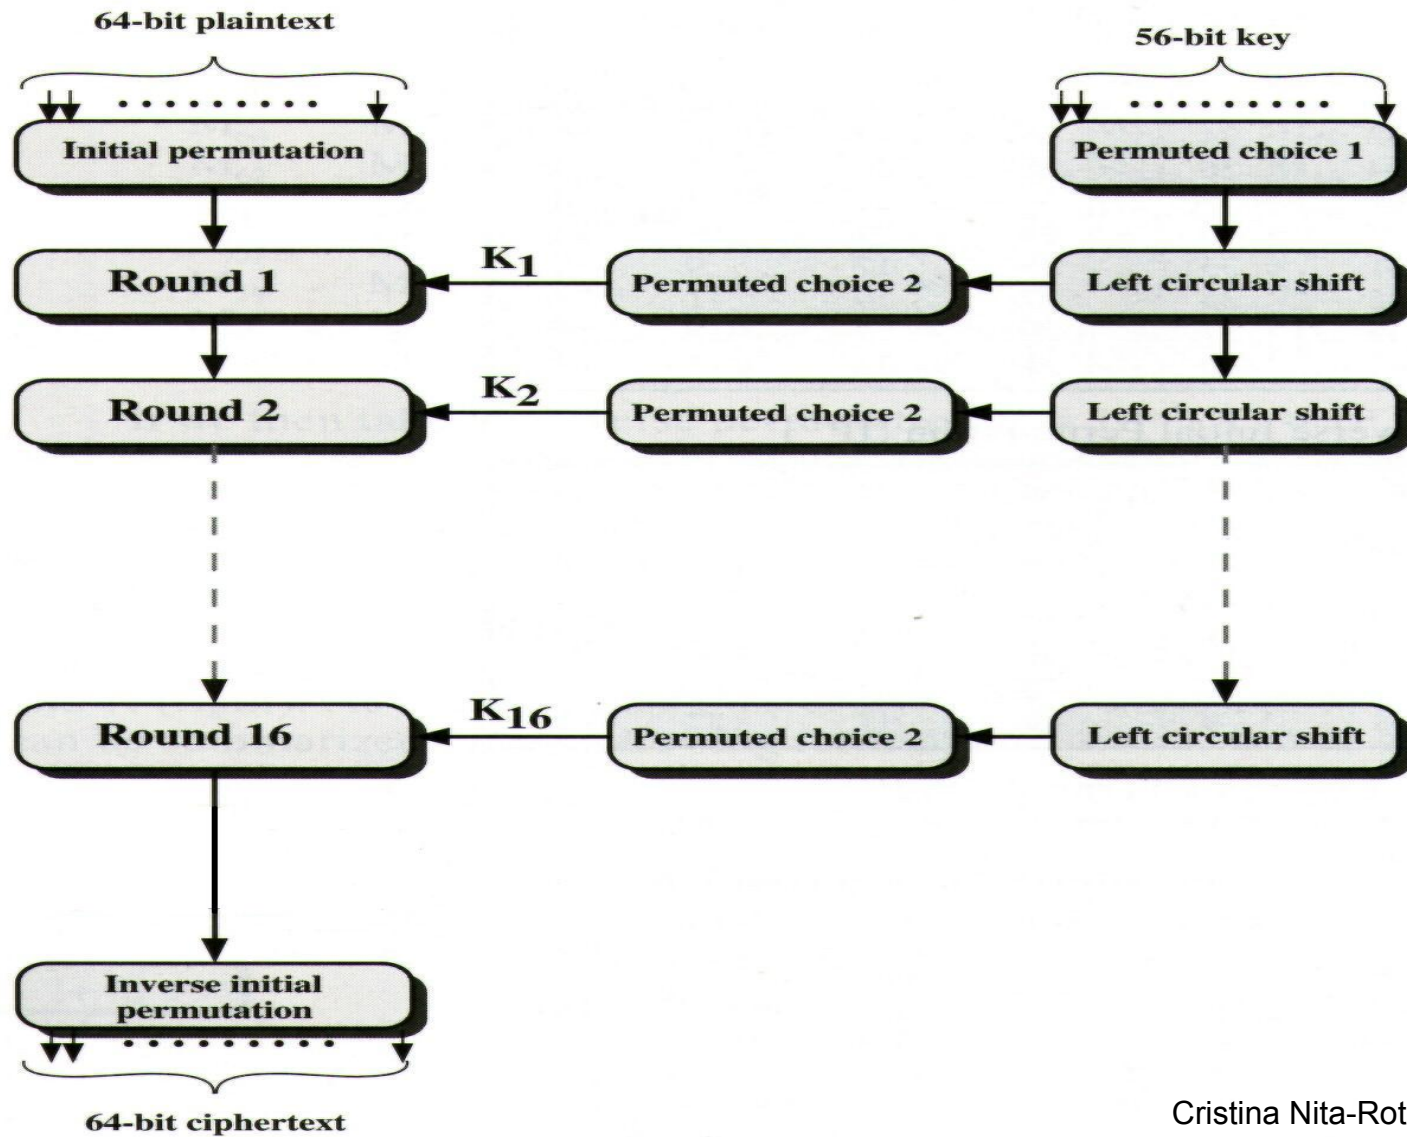 64-bit plaintext
56-bit key
Initial permutation
Permuted choice 1
Round 1
K1
Permuted choice 2
Left circular shift
Round 2
K2
Permuted choice 2
Left circular shift
Round 16
K16
Permuted choice 2
Left circular shift
Inverse initial
permutation
64-bit ciphertext
Cristina Nita-Rot